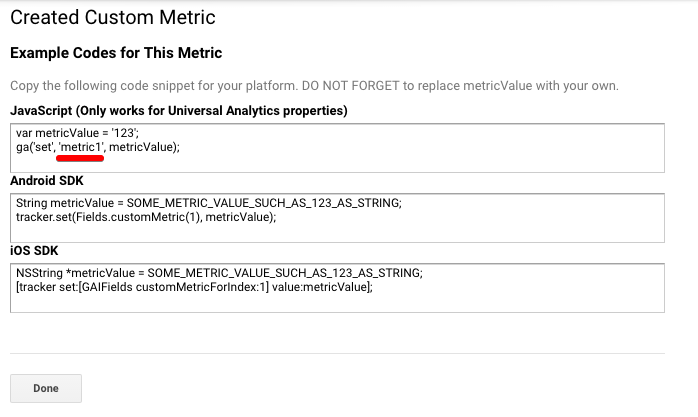 Created Custom Metric
Example Codes for This Metric
Copy the following code snippet for your platform. DO NOT FORGET to replace metricValue with your own.
JavaScript (Only works for Universal Analytics properties)
var metricValue = '123';
ga('set', 'metric1', metricValue);
Android SDK
String metricValue = SOME_METRIC_VALUE_SUCH_AS_123_AS_STRING;
tracker.set(Fields.customMetric(1), metricValue);
iOS SDK
NSString *metricValue = SOME_METRIC_VALUE_SUCH_AS_123_AS_STRING;
[tracker set:[GAIFields customMetricForIndex:1] value:metricValue];
Done